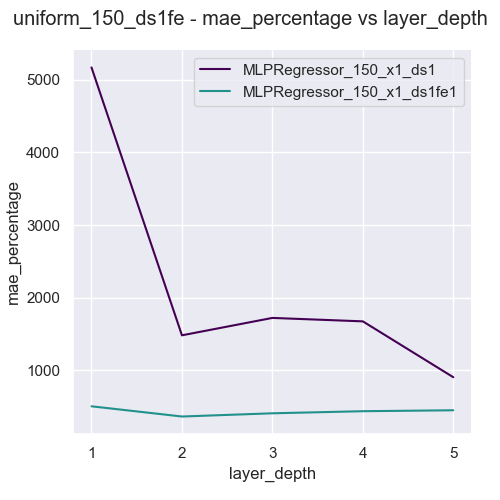 uniform_150_ds1fe - mae_percentage vs layer_depth
MLPRegressor_150_x1_ds1
MLPRegressor_150_x1_ds1fe1
5000
4000
3000
2000
1000
mae_percentage
1 2 3 4 5
layer_depth